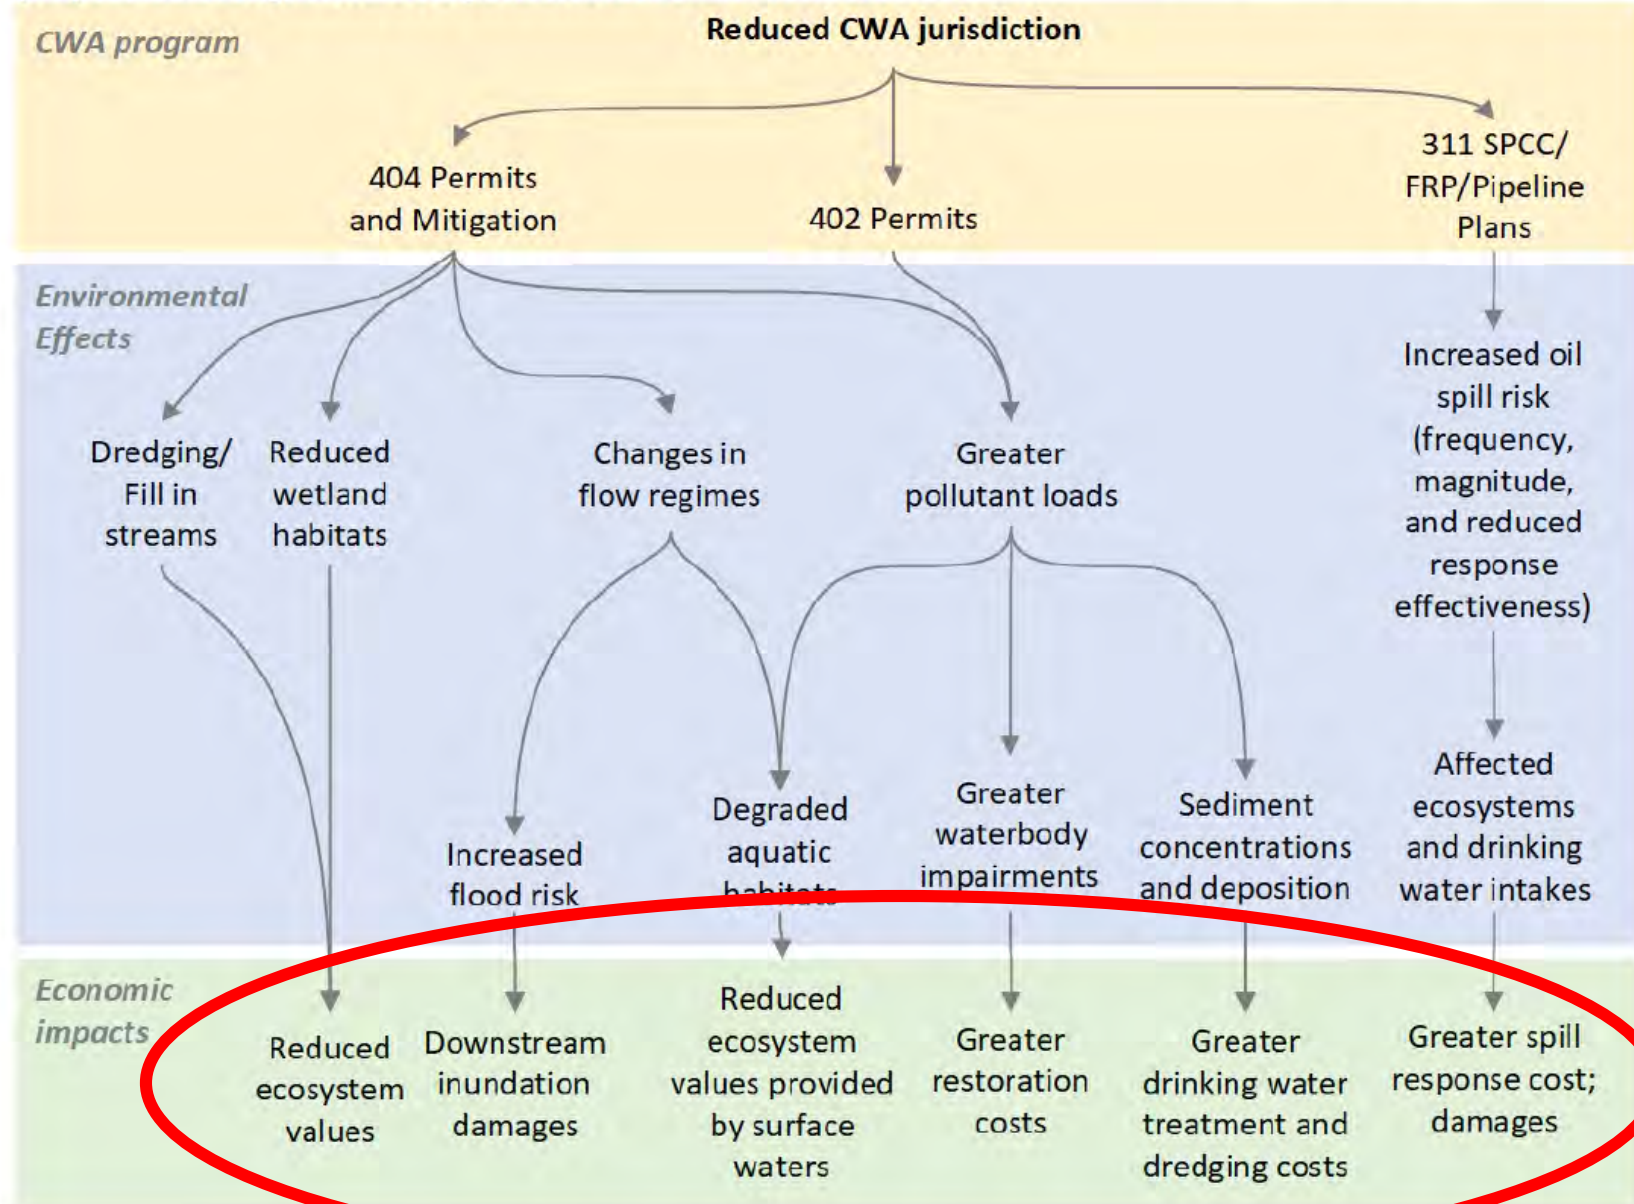 CWA program
Reduced CWA jurisdiction
404 Permits
and Mitigation
402 Permits
311 SPCC/
FRP/Pipeline
Plans
Environmental
Effects
Dredging/
Fill in
streams
Reduced
wetland
habitats
Changes in
flow regimes
Greater
pollutant loads
Increased oil
spill risk
(frequency,
magnitude,
and reduced
response
effectiveness)
Increased
flood risk
Degraded
aquatic
habitats
Greater
waterbody
impairments
Sediment
concentrations
and deposition
Affected
ecosystems
and drinking
water intakes
Economic
impacts
Reduced
ecosystem
values
Downstream
inundation
damages
Reduced
ecosystem
values provided
by surface
waters
Greater
restoration
costs
Greater
drinking water
treatment and
dredging costs
Greater spill
response cost;
damages